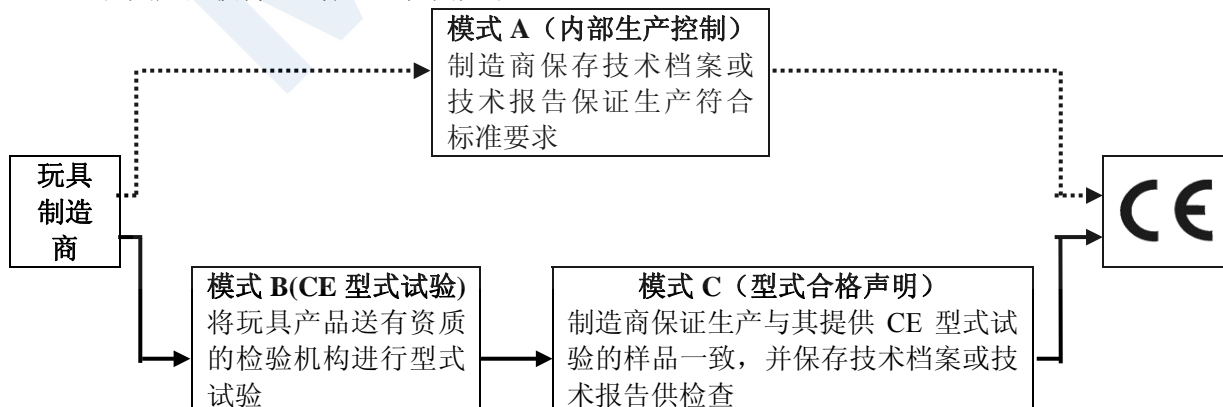 模式 A（内部生产控制）
制造商保存技术档案或
技术报告保证生产符合
标准要求
玩具
制造
商
CE
模式 B(CE 型式试验)
将玩具产品送有资质
的检验机构进行型式
试验
模式 C（型式合格声明）
制造商保证生产与其提供 CE 型式试
验的样品一致，并保存技术档案或技
术报告供检查